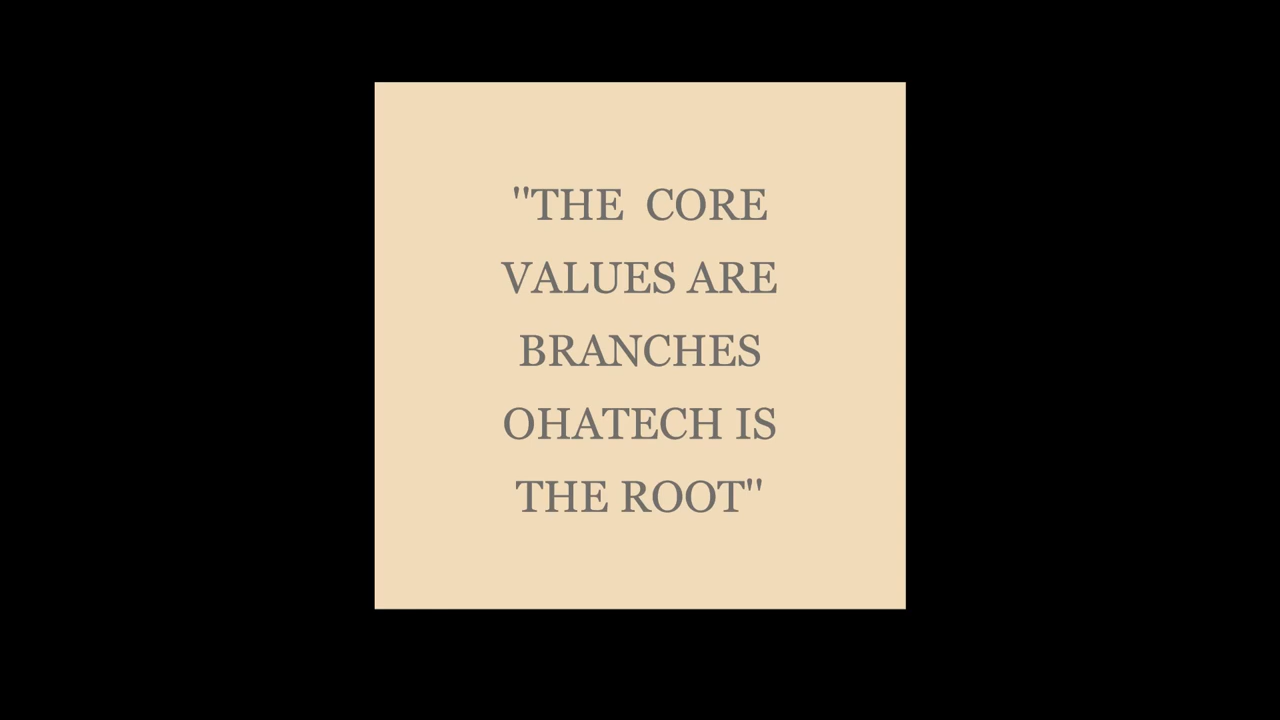 "THE  CORE
VALUES ARE
BRANCHES
OHATECH IS
THE ROOT"